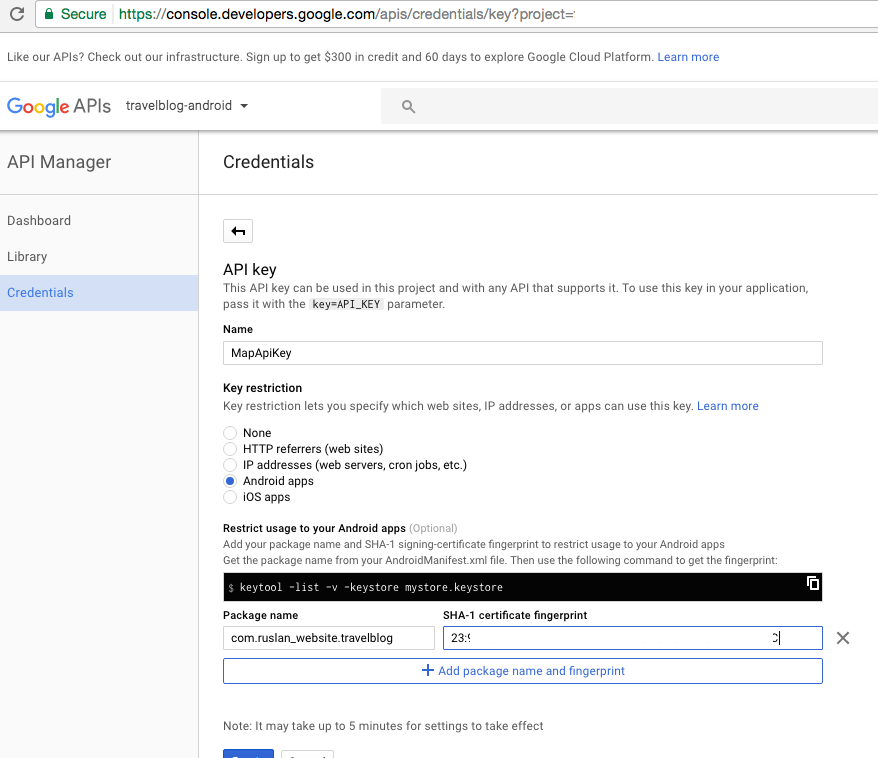 Secure https://console.developers.google.com/apis/credentials/key?project=
Like our APIs? Check out our infrastructure. Sign up to get $300 in credit and 60 days to explore Google Cloud Platform. Learn more
Google APIs travelblog-android
API Manager
Credentials
Dashboard
Library
Credentials
API key
This API key can be used in this project and with any API that supports it. To use this key in your application,
pass it with the key=API_KEY parameter.
Name
MapApiKey
Key restriction
Key restriction lets you specify which web sites, IP addresses, or apps can use this key. Learn more
None
HTTP referrers (web sites)
IP addresses (web servers, cron jobs, etc.)
Android apps
iOS apps
Restrict usage to your Android apps (Optional)
Add your package name and SHA-1 signing-certificate fingerprint to restrict usage to your Android apps
Get the package name from your AndroidManifest.xml file. Then use the following command to get the fingerprint:
$ keytool -list -v -keystore mystore.keystore
Package name SHA-1 certificate fingerprint
com.ruslan_website.travelblog 23:
Add package name and fingerprint
Note: It may take up to 5 minutes for settings to take effect